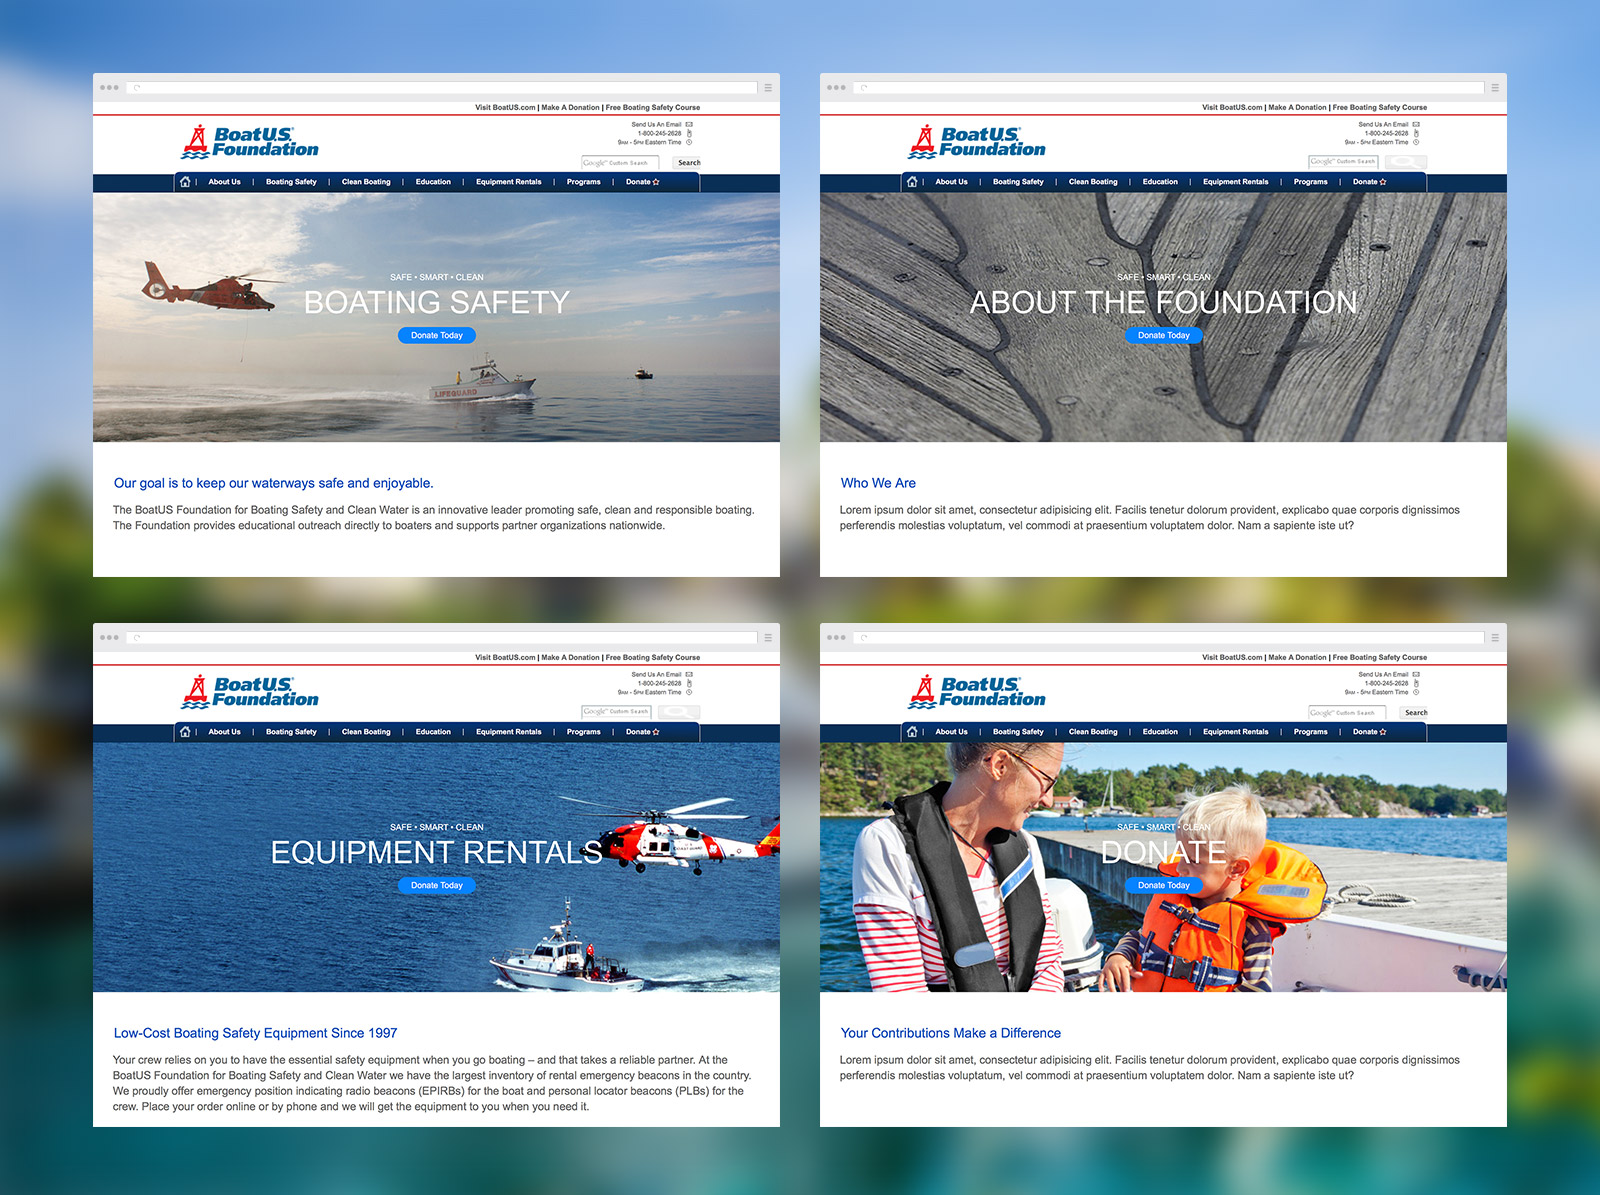 Visit BoatUS.com | Make A Donation | Free Boating Safety Course
BoatU.S.
Foundation
Send Us An Email
1-800-245-2628
9AM - 5PM Eastern Time
Google™ Custom Search
Search
About Us | Boating Safety | Clean Boating | Education | Equipment Rentals | Programs | Donate
LIFEGUARD
SAFE • SMART • CLEAN
BOATING SAFETY
Donate Today
Our goal is to keep our waterways safe and enjoyable.
The BoatUS Foundation for Boating Safety and Clean Water is an innovative leader promoting safe, clean and responsible boating.
The Foundation provides educational outreach directly to boaters and supports partner organizations nationwide.
Visit BoatUS.com | Make A Donation | Free Boating Safety Course
BoatU.S.
Foundation
Send Us An Email
1-800-245-2628
9AM - 5PM Eastern Time
Google™ Custom Search
About Us | Boating Safety | Clean Boating | Education | Equipment Rentals | Programs | Donate
SAFE • SMART • CLEAN
ABOUT THE FOUNDATION
Donate Today
Who We Are
Lorem ipsum dolor sit amet, consectetur adipisicing elit. Facilis tenetur dolorum provident, explicabo quae corporis dignissimos
perferendis molestias voluptatum, vel commodi at praesentium voluptatem dolor. Nam a sapiente iste ut?
Visit BoatUS.com | Make A Donation | Free Boating Safety Course
BoatU.S.
Foundation
Send Us An Email
1-800-245-2628
9AM - 5PM Eastern Time
Google™ Custom Search
About Us | Boating Safety | Clean Boating | Education | Equipment Rentals | Programs | Donate
SAFE • SMART • CLEAN
EQUIPMENT RENTALS
COAST GUARD
Donate Today
Low-Cost Boating Safety Equipment Since 1997
Your crew relies on you to have the essential safety equipment when you go boating – and that takes a reliable partner. At the
BoatUS Foundation for Boating Safety and Clean Water we have the largest inventory of rental emergency beacons in the country.
We proudly offer emergency position indicating radio beacons (EPIRBs) for the boat and personal locator beacons (PLBs) for the
crew. Place your order online or by phone and we will get the equipment to you when you need it.
Visit BoatUS.com | Make A Donation | Free Boating Safety Course
BoatU.S.
Foundation
Send Us An Email
1-800-245-2628
9AM - 5PM Eastern Time
Google™ Custom Search
Search
About Us | Boating Safety | Clean Boating | Education | Equipment Rentals | Programs | Donate
SAFE • SMART • CLEAN
DONATE
Donate Today
Your Contributions Make a Difference
Lorem ipsum dolor sit amet, consectetur adipisicing elit. Facilis tenetur dolorum provident, explicabo quae corporis dignissimos
perferendis molestias voluptatum, vel commodi at praesentium voluptatem dolor. Nam a sapiente iste ut?